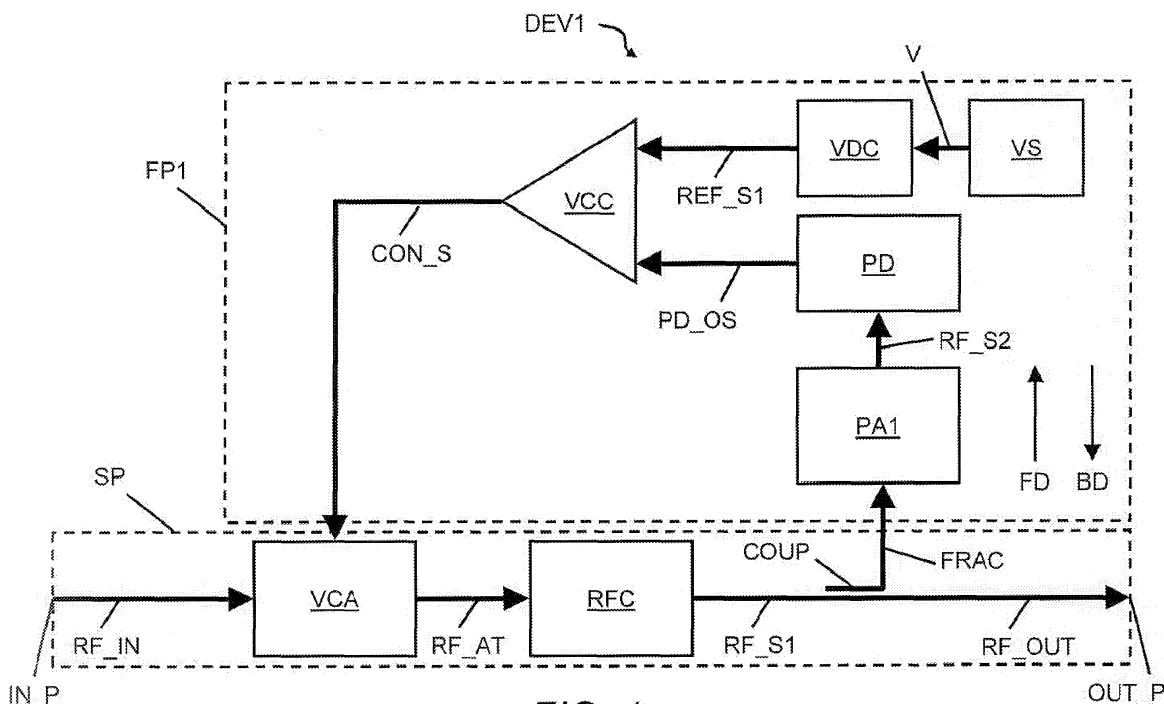 DEV1
V
VDC
VS
FP1
VCC
REF_S1
CON_S
PD
PD_OS
RF_S2
PA1
SP
FD
BD
COUP
FRAC
VCA
RFC
RF_IN
RF_AT
RF_S1
RF_OUT
IN_P
OUT_P